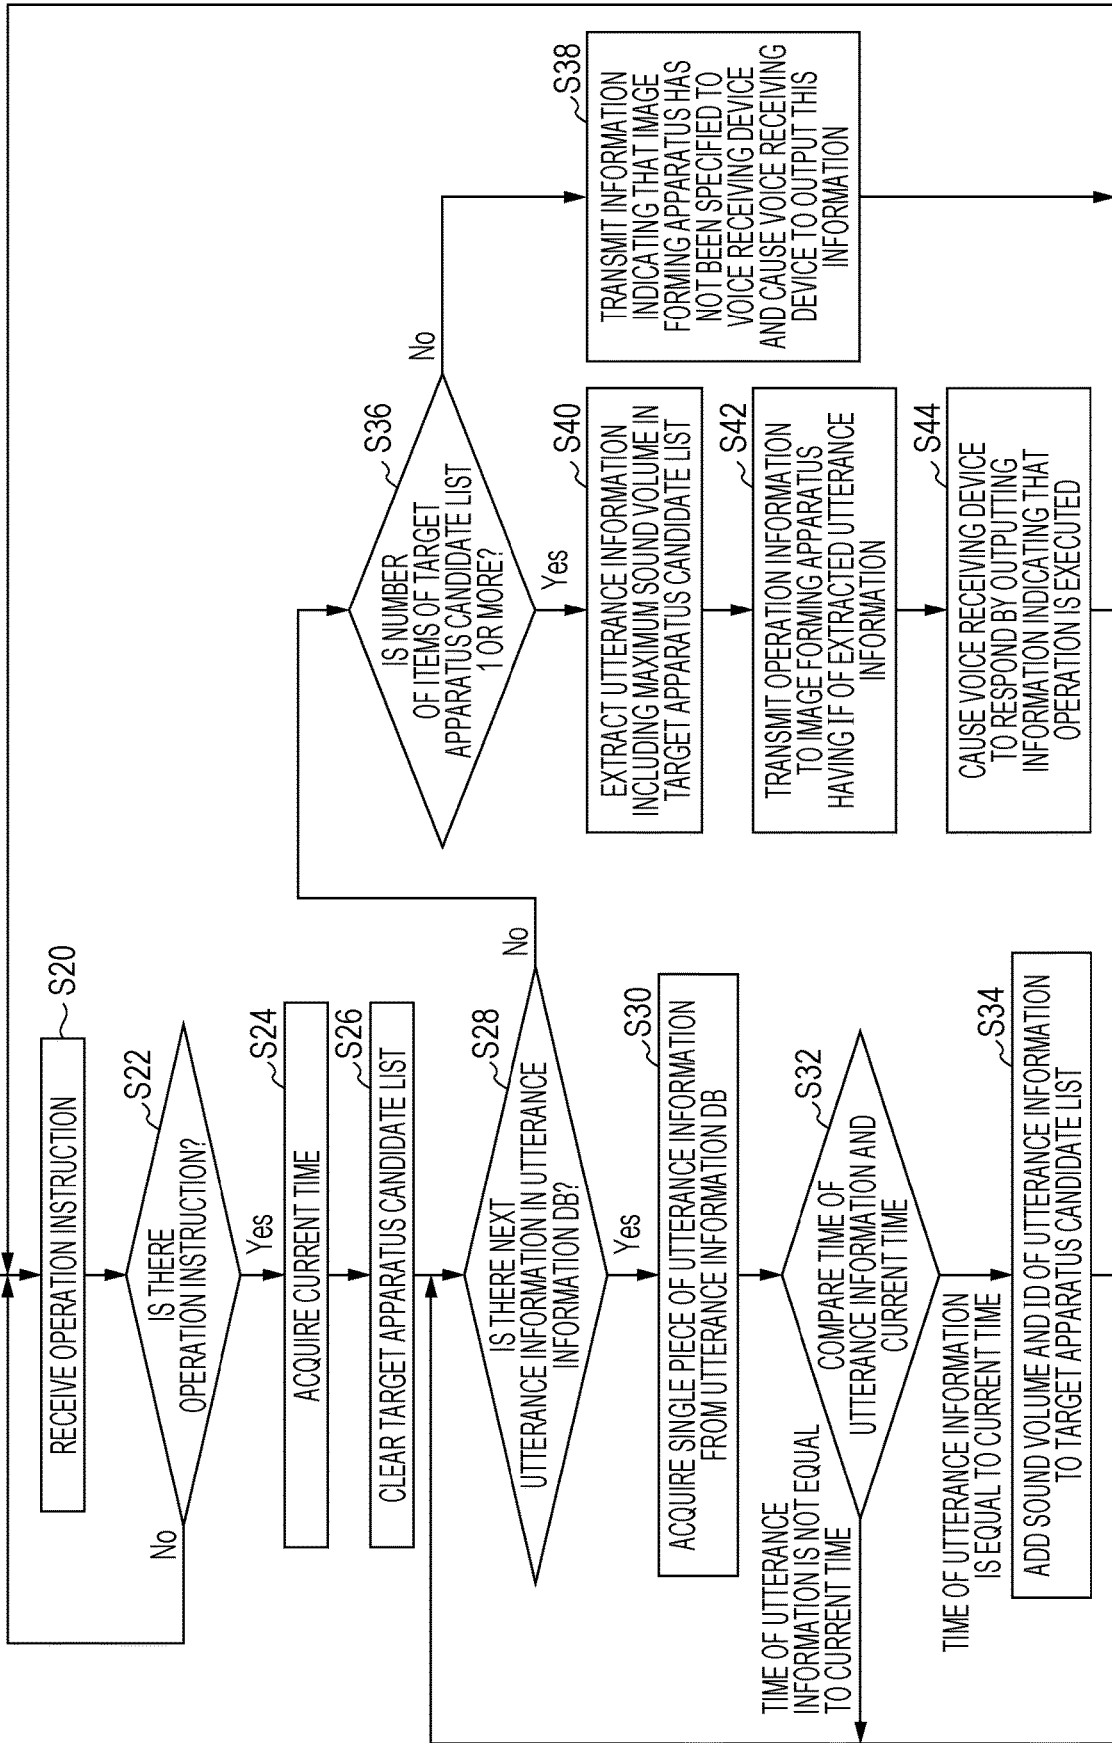 RECEIVE OPERATION INSTRUCTION
S20
IS THERE
OPERATION INSTRUCTION?
S22
No
Yes
ACQUIRE CURRENT TIME
S24
CLEAR TARGET APPARATUS CANDIDATE LIST
S26
IS THERE NEXT
UTTERANCE INFORMATION IN UTTERANCE
INFORMATION DB?
S28
No
Yes
ACQUIRE SINGLE PIECE OF UTTERANCE INFORMATION
FROM UTTERANCE INFORMATION DB
S30
COMPARE TIME OF
UTTERANCE INFORMATION AND
CURRENT TIME
S32
TIME OF UTTERANCE
INFORMATION IS NOT EQUAL
TO CURRENT TIME
TIME OF UTTERANCE INFORMATION
IS EQUAL TO CURRENT TIME
ADD SOUND VOLUME AND ID OF UTTERANCE INFORMATION
TO TARGET APPARATUS CANDIDATE LIST
S34
IS NUMBER
OF ITEMS OF TARGET
APPARATUS CANDIDATE LIST
1 OR MORE?
S36
No
Yes
TRANSMIT INFORMATION
INDICATING THAT IMAGE
FORMING APPARATUS HAS
NOT BEEN SPECIFIED TO
VOICE RECEIVING DEVICE
AND CAUSE VOICE RECEIVING
DEVICE TO OUTPUT THIS
INFORMATION
S38
EXTRACT UTTERANCE INFORMATION
INCLUDING MAXIMUM SOUND VOLUME IN
TARGET APPARATUS CANDIDATE LIST
S40
TRANSMIT OPERATION INFORMATION
TO IMAGE FORMING APPARATUS
HAVING IF OF EXTRACTED UTTERANCE
INFORMATION
S42
CAUSE VOICE RECEIVING DEVICE
TO RESPOND BY OUTPUTTING
INFORMATION INDICATING THAT
OPERATION IS EXECUTED
S44